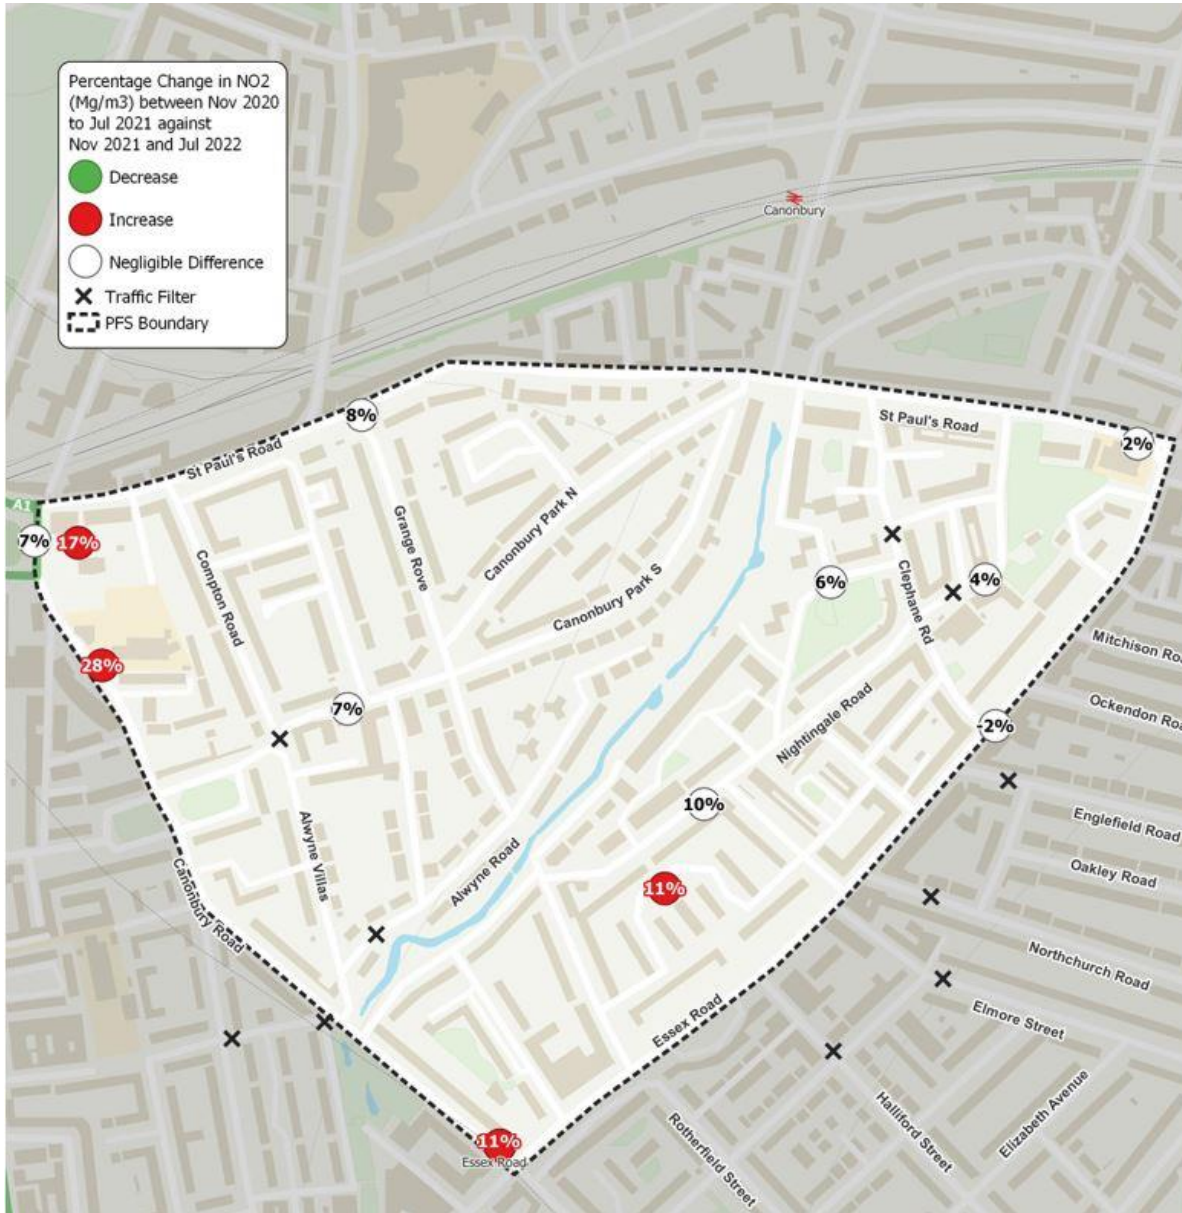 Percentage Change in NO2
(Mg/m3) between Nov 2020
to Jul 2021 against
Nov 2021 and Jul 2022
Decrease
Increase
Negligible Difference
Traffic Filter
PFS Boundary
Canonbury
8%
St Paul's Road
St Paul's Road
2%
A1
7%
17%
Compton Road
Grange Rove
Canonbury Park N
Canonbury Park S
6%
Clephane Rd
4%
28%
7%
Mitchison Roa
Ockendon Roa
-2%
Nightingale Road
10%
Englefield Road
Oakley Road
Alwyne Villas
Alwyne Road
11%
Canonbury Road
Northchurch Road
Elmore Street
Essex Road
Halliford Street
Elizabeth Avenue
Rotherfield Street
11%
Essex Road